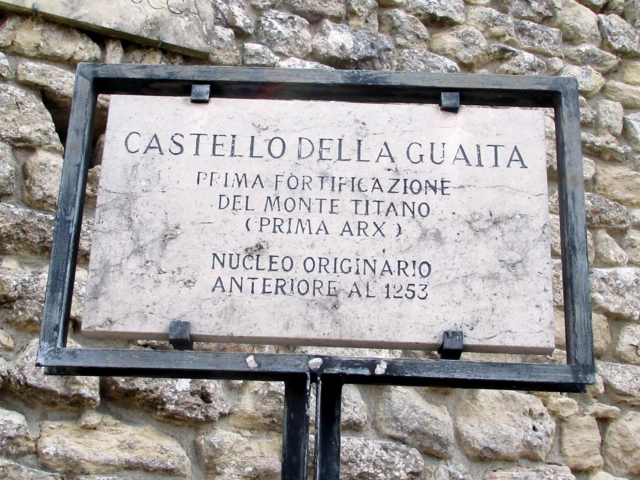 CASTELLO DELLA GUAITA
PRIMA FORTIFICAZIONE
DEL MONTE TITANO
(PRIMA ARX)
NUCLEO ORIGINARIO
ANTERIORE AL 1253